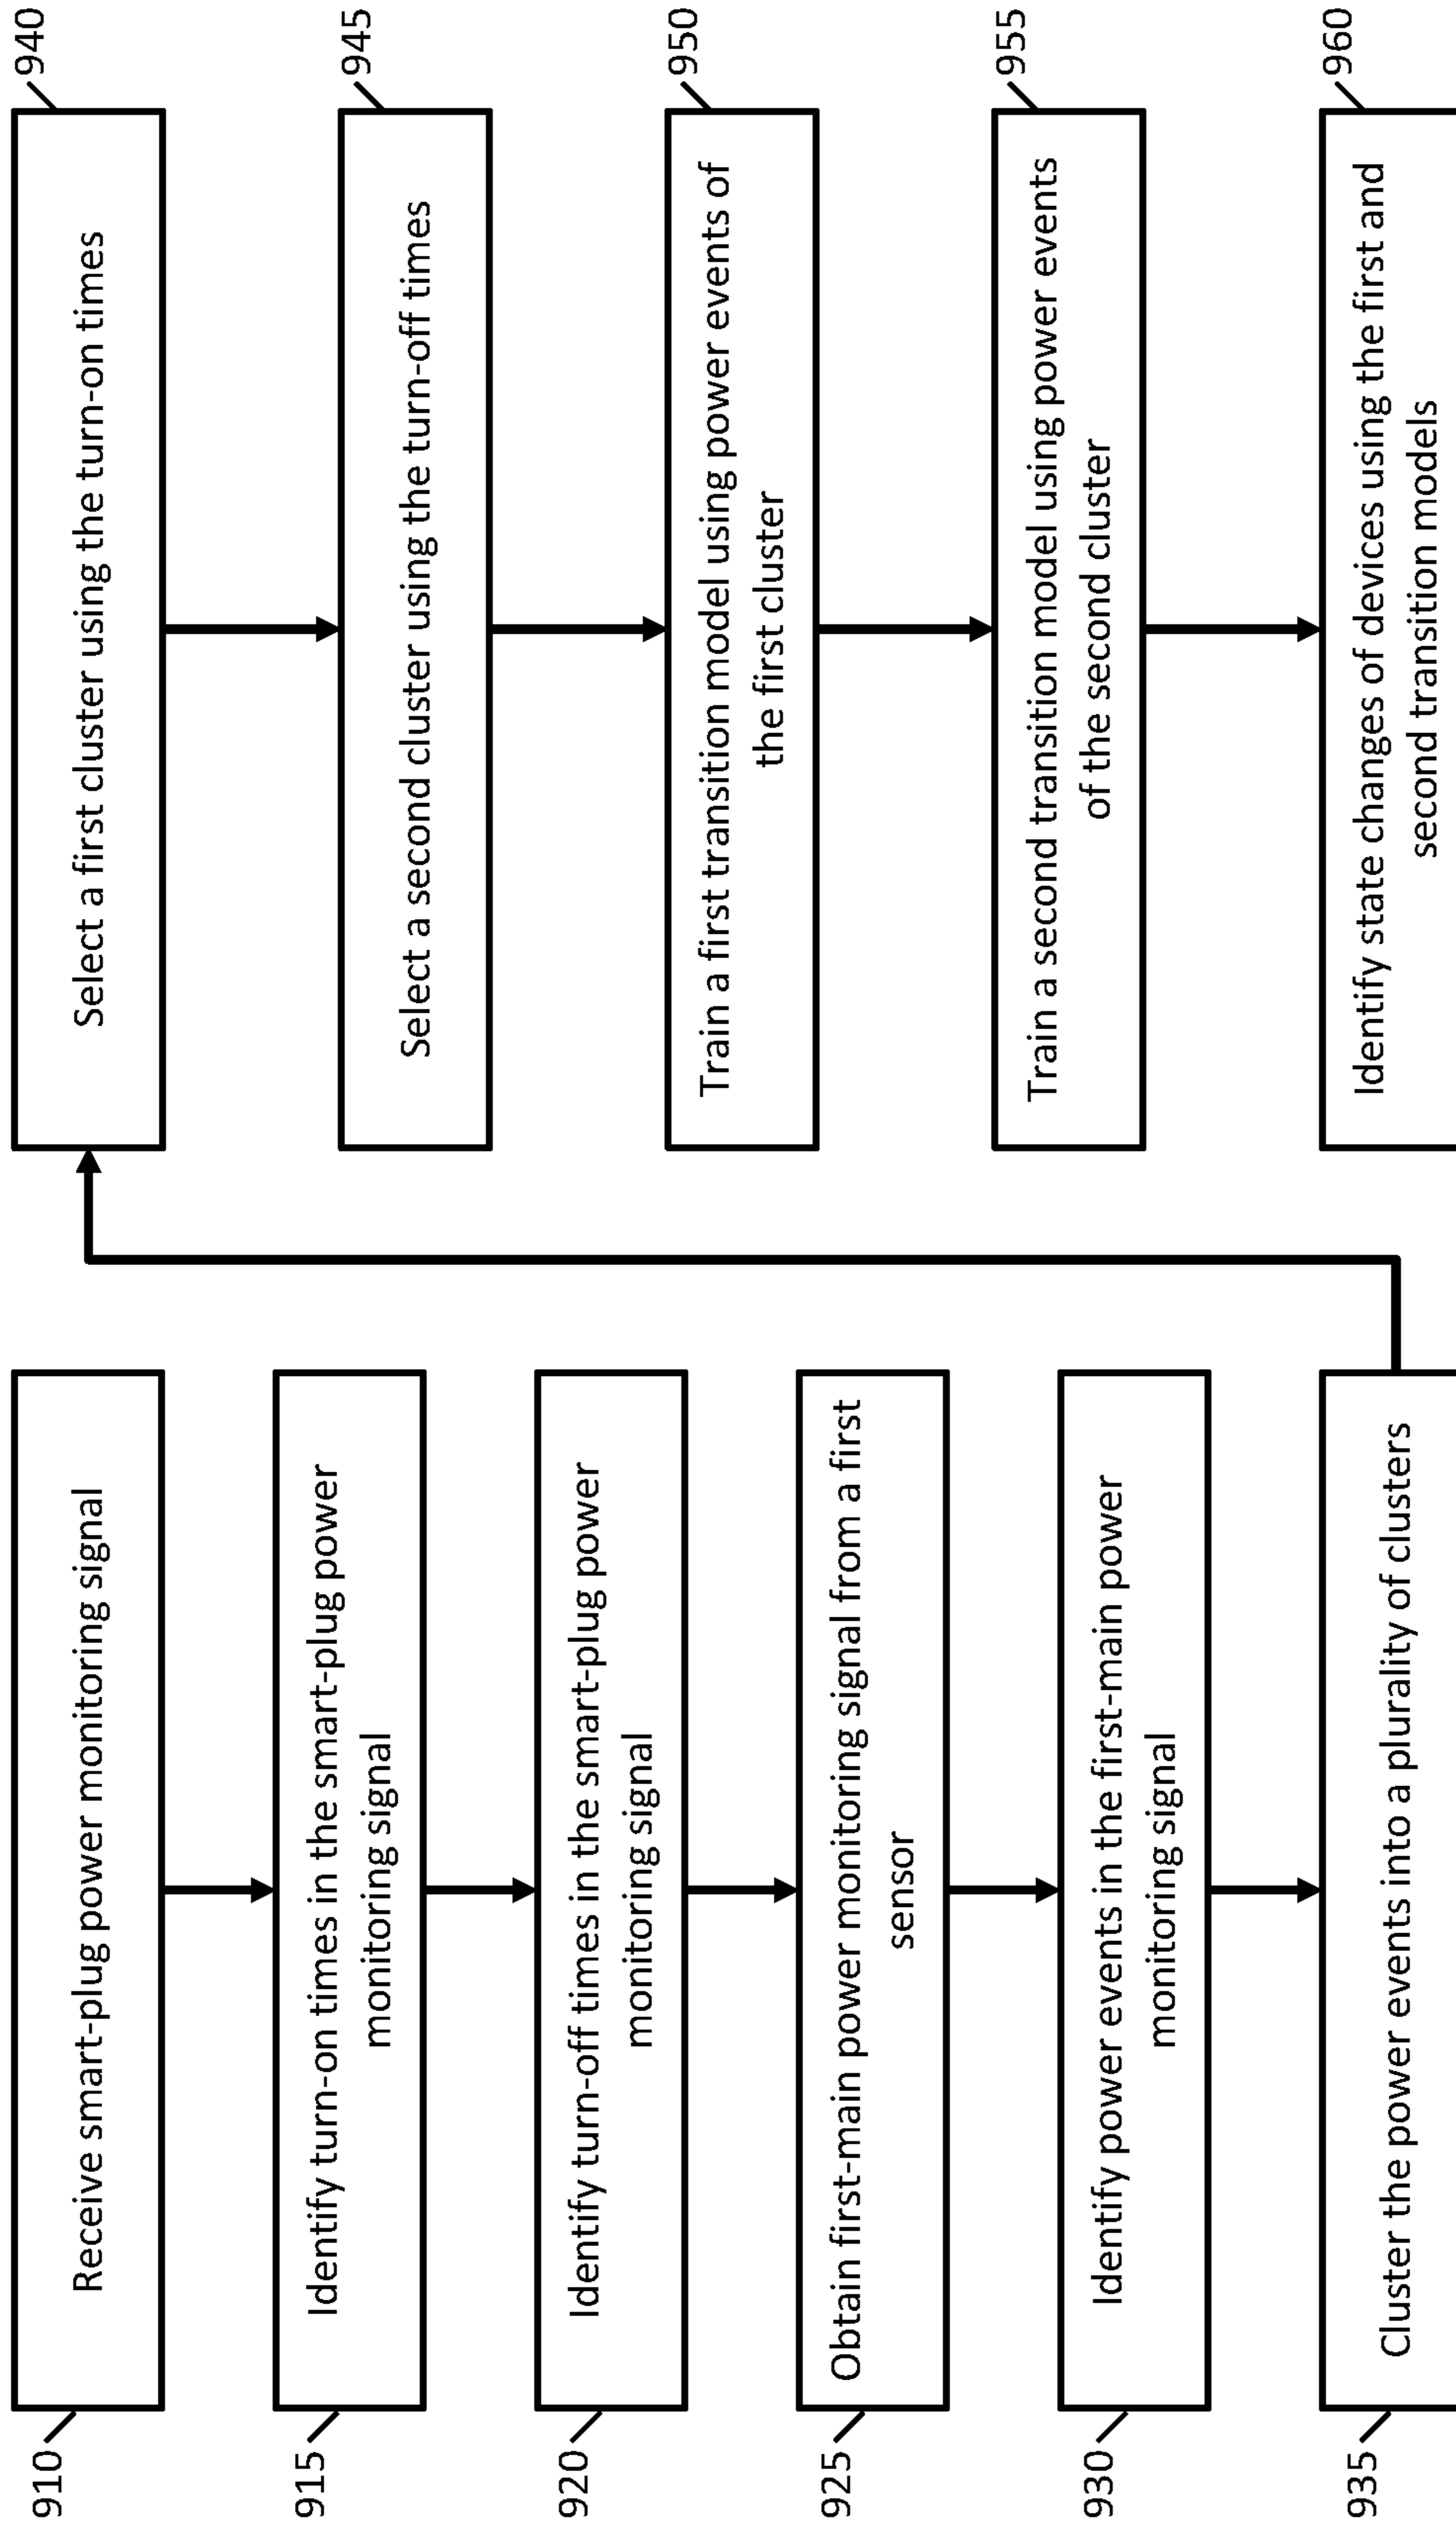 910
Receive smart-plug power monitoring signal
915
Identify turn-on times in the smart-plug power
monitoring signal
920
Identify turn-off times in the smart-plug power
monitoring signal
925
Obtain first-main power monitoring signal from a first
sensor
930
Identify power events in the first-main power
monitoring signal
935
Cluster the power events into a plurality of clusters
940
Select a first cluster using the turn-on times
945
Select a second cluster using the turn-off times
950
Train a first transition model using power events of
the first cluster
955
Train a second transition model using power events
of the second cluster
960
Identify state changes of devices using the first and
second transition models